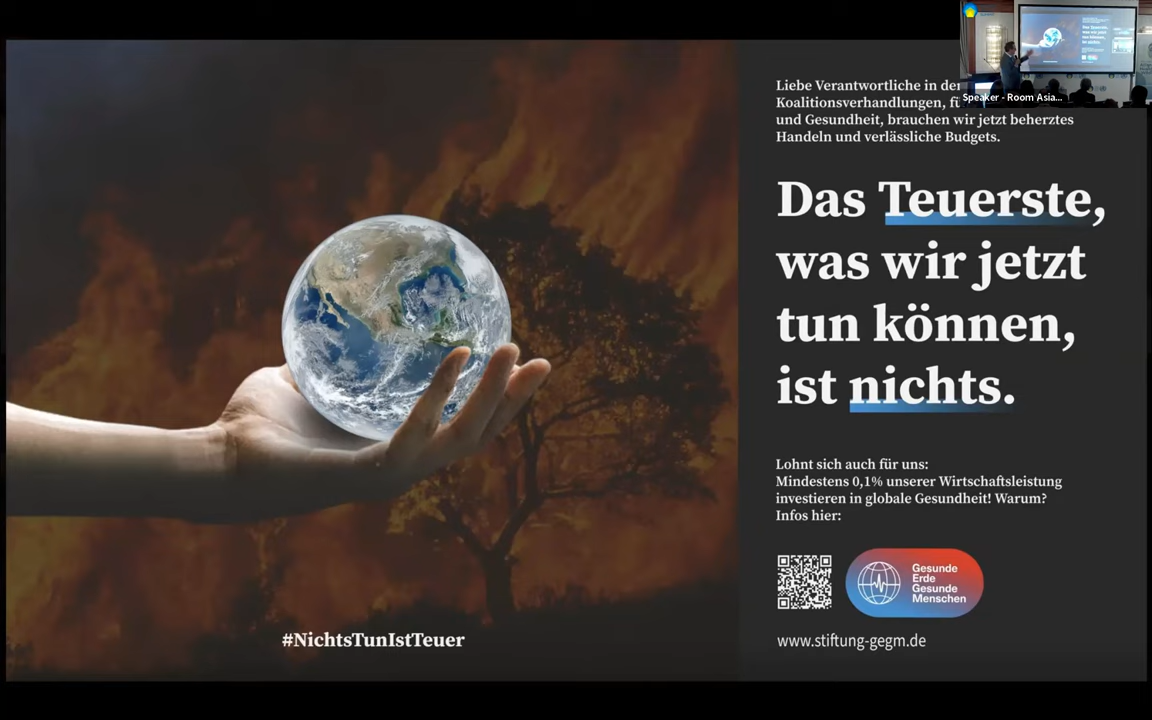 Liebe Verantwortliche in den
Koalitionsverhandlungen, fü
und Gesundheit, brauchen wir jetzt beherztes
Handeln und verlässliche Budgets.
Das Teuerste,
was wir jetzt
tun können,
ist nichts.
Lohnt sich auch für uns:
Mindestens 0,1% unserer Wirtschaftsleistung
investieren in globale Gesundheit! Warum?
Infos hier:
Gesunde
Erde
Gesunde
Menschen
www.stiftung-gegm.de
#NichtsTunIstTeuer
Speaker - Room Asia...